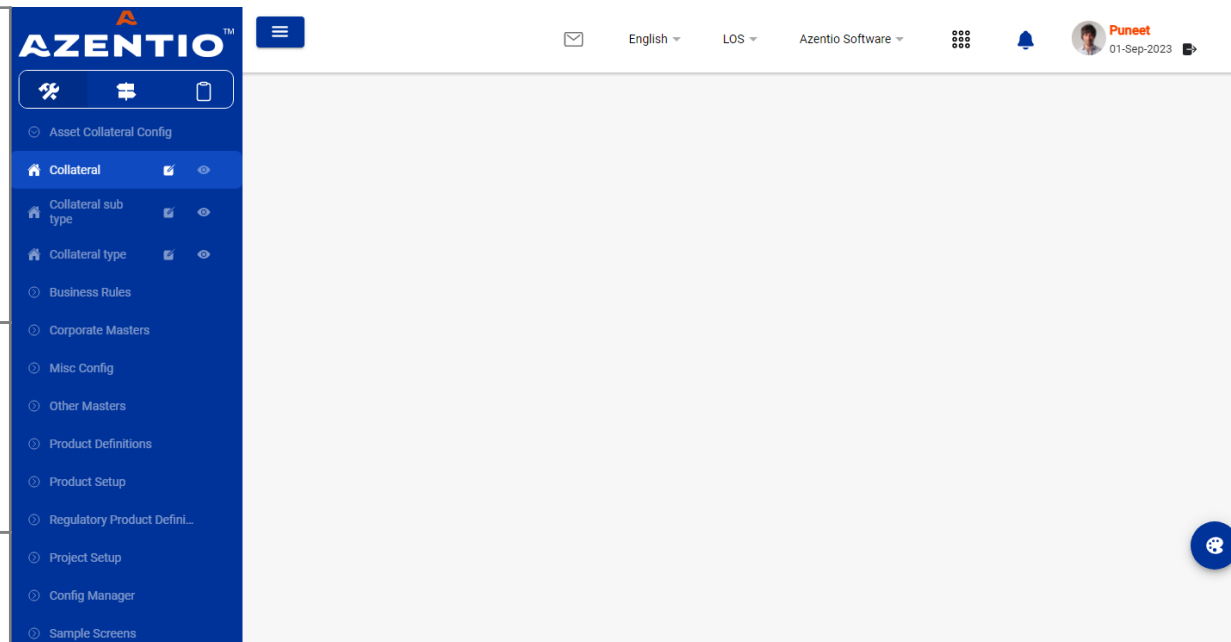 AZENTIO™
English
LOS
Azentio Software
Puneet
01-Sep-2023
Asset Collateral Config
Collateral
Collateral sub
type
Collateral type
Business Rules
Corporate Masters
Misc Config
Other Masters
Product Definitions
Product Setup
Regulatory Product Defini...
Project Setup
Config Manager
Sample Screens